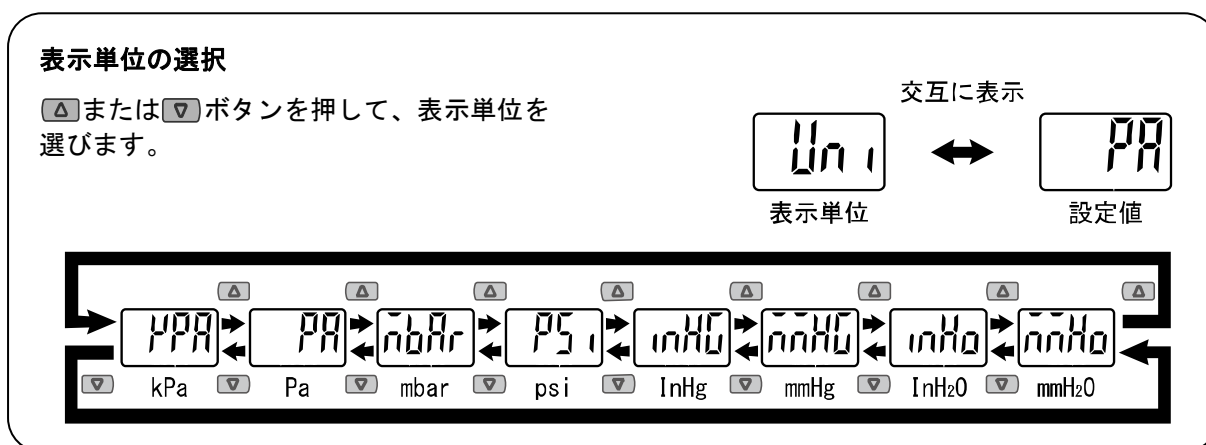 表示単位の選択
△または▽ボタンを押して、表示単位を
選びます。
交互に表示
Uni PA
表示単位 設定値
△ △ △ △ △ △ △ △
kPA PA mbAr PSi inHG mmHG inHo mmHo
▽ kPa ▽ Pa ▽ mbar ▽ psi ▽ InHg ▽ mmHg ▽ InH₂O ▽ mmH₂O